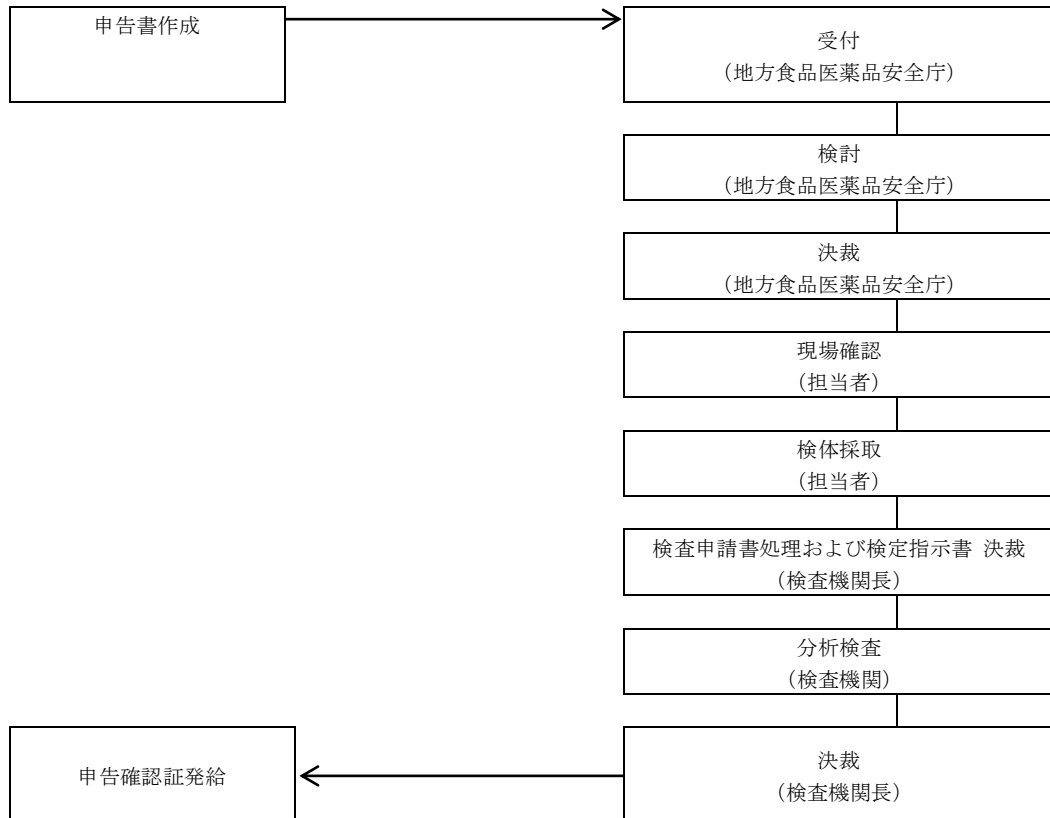 申告書作成
受付
（地方食品医薬品安全庁）
検討
（地方食品医薬品安全庁）
決裁
（地方食品医薬品安全庁）
現場確認
（担当者）
検体採取
（担当者）
検査申請書処理および検定指示書 決裁
（検査機関長）
分析検査
（検査機関）
決裁
（検査機関長）
申告確認証発給